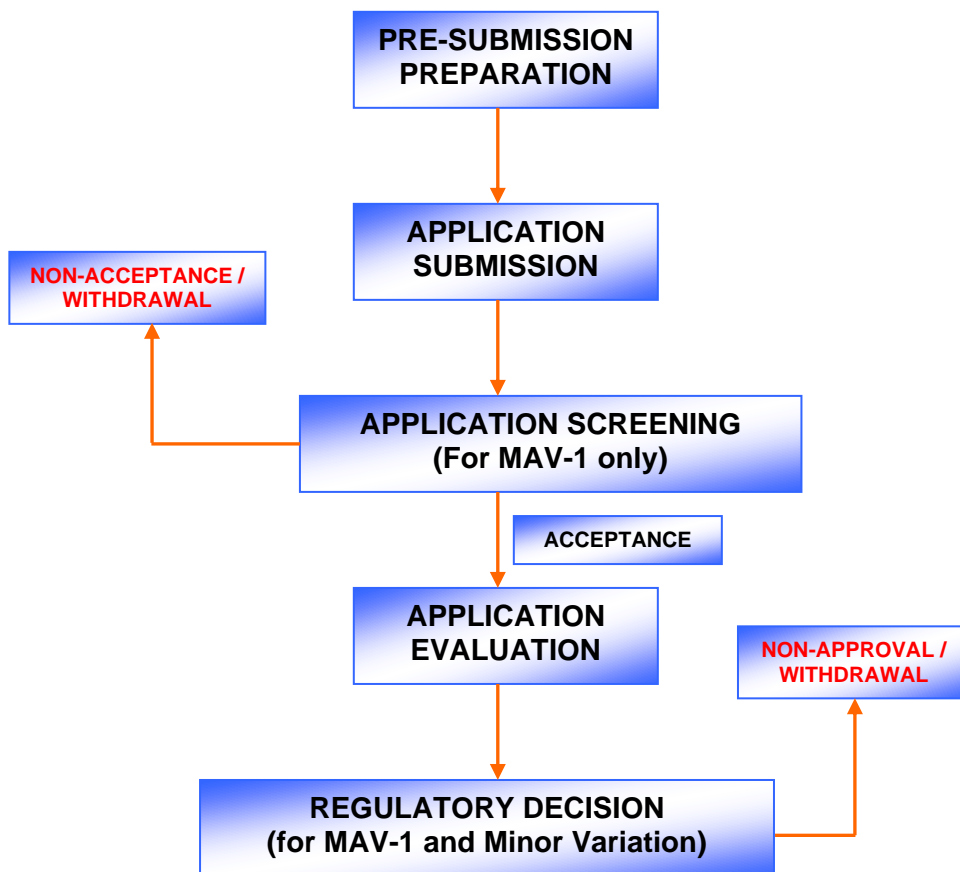 PRE-SUBMISSION
PREPARATION
APPLICATION
SUBMISSION
NON-ACCEPTANCE /
WITHDRAWAL
APPLICATION SCREENING
(For MAV-1 only)
ACCEPTANCE
APPLICATION
EVALUATION
NON-APPROVAL /
WITHDRAWAL
REGULATORY DECISION
(for MAV-1 and Minor Variation)